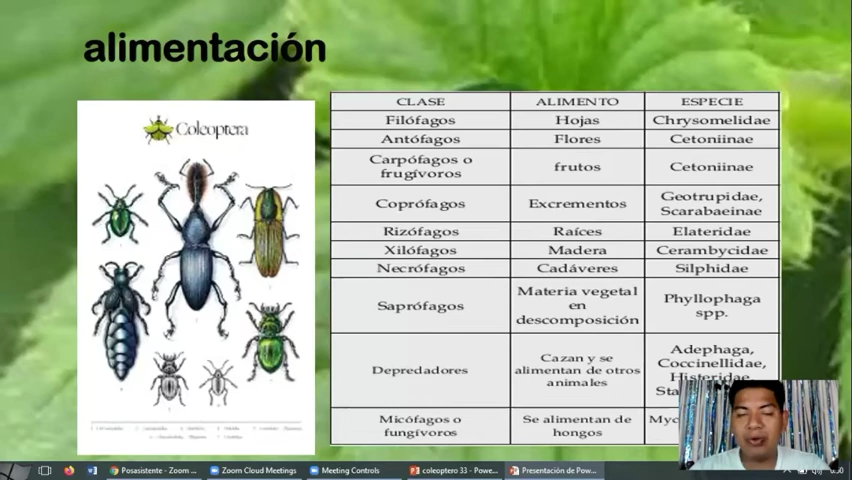 alimentación
Coleoptera
CLASE ALIMENTO ESPECIE
Filófagos Hojas Chrysomelidae
Antófagos Flores Cetoniinae
Carpófagos o frugívoros frutos Cetoniinae
Coprófagos Excrementos Geotrupidae, Scarabaeinae
Rizófagos Raíces Elateridae
Xilófagos Madera Cerambycidae
Necrófagos Cadáveres Silphidae
Saprófagos Materia vegetal en descomposición Phyllophaga spp.
Depredadores Cazan y se alimentan de otros animales Adephaga, Coccinellidae, Histeridae,
Micófagos o fungívoros Se alimentan de hongos
Posasistente - Zoom ... Zoom Cloud Meetings Meeting Controls coleoptero 33 - Powe... Presentación de Pow...